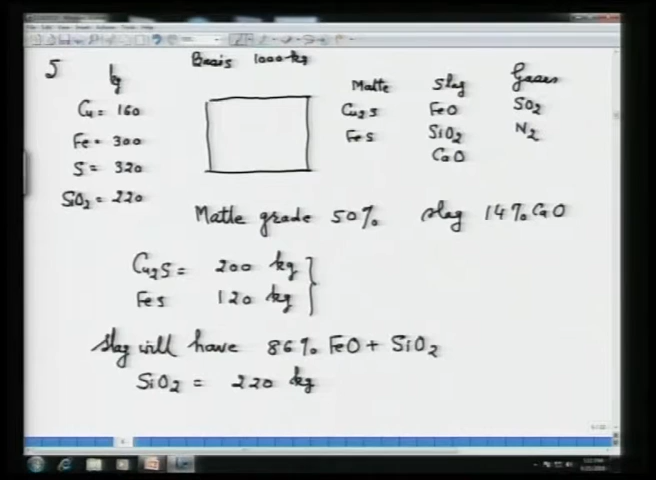 5
kg
Basis 1000 kg
Cu = 160
Fe = 300
S = 320
SiO2 = 220
Matte Slag Gases
Cu2S FeO SO2
FeS SiO2 N2
CaO
Matte grade 50% slag 14% CaO
Cu2S = 200 kg
FeS 120 kg
Slag will have 86% FeO + SiO2
SiO2 = 220 kg